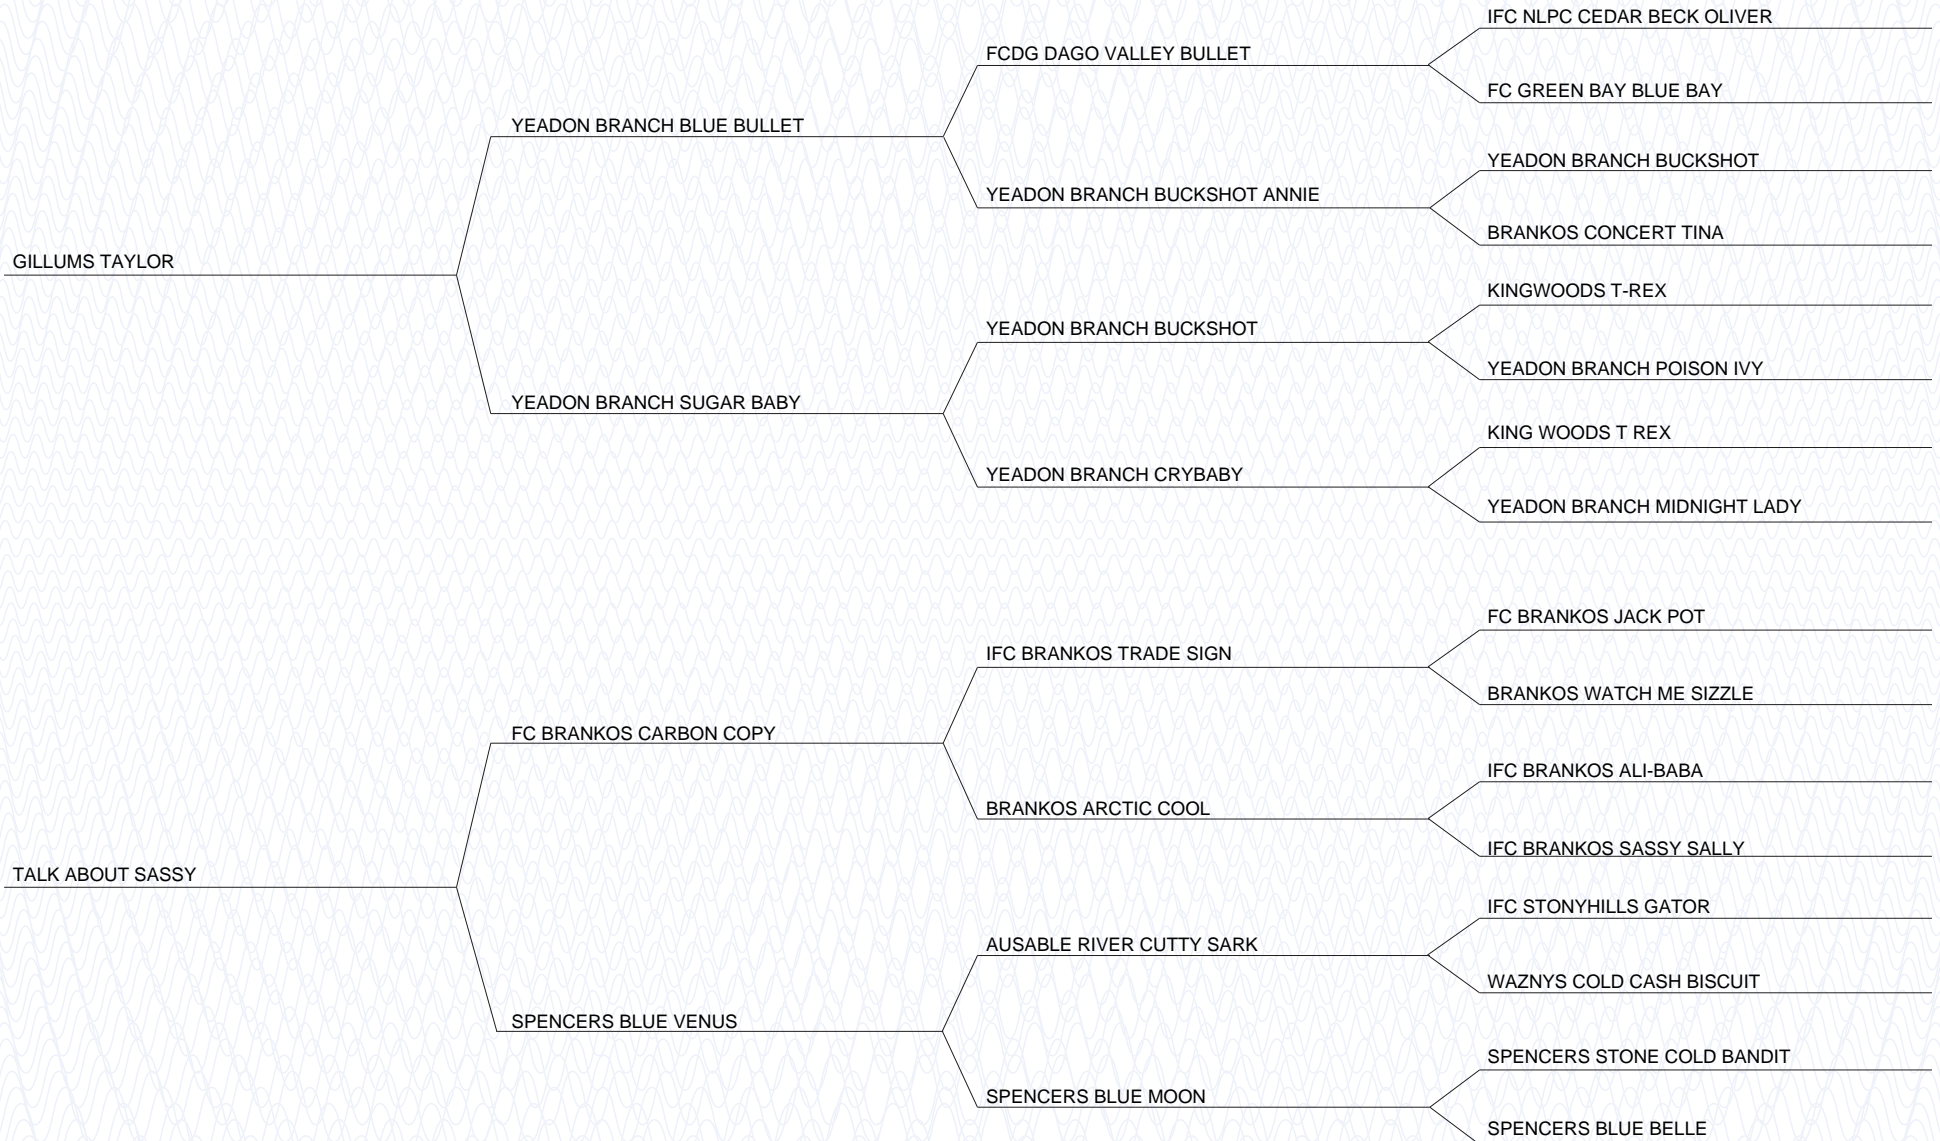 IFC NLPC CEDAR BECK OLIVER
FCDG DAGO VALLEY BULLET
FC GREEN BAY BLUE BAY
YEADON BRANCH BLUE BULLET
YEADON BRANCH BUCKSHOT
YEADON BRANCH BUCKSHOT ANNIE
BRANKOS CONCERT TINA
GILLUMS TAYLOR
KINGWOODS T-REX
YEADON BRANCH BUCKSHOT
YEADON BRANCH POISON IVY
YEADON BRANCH SUGAR BABY
KING WOODS T REX
YEADON BRANCH CRYBABY
YEADON BRANCH MIDNIGHT LADY
FC BRANKOS JACK POT
IFC BRANKOS TRADE SIGN
BRANKOS WATCH ME SIZZLE
FC BRANKOS CARBON COPY
IFC BRANKOS ALI-BABA
BRANKOS ARCTIC COOL
IFC BRANKOS SASSY SALLY
TALK ABOUT SASSY
IFC STONYHILLS GATOR
AUSABLE RIVER CUTTY SARK
WAZNYS COLD CASH BISCUIT
SPENCERS BLUE VENUS
SPENCERS STONE COLD BANDIT
SPENCERS BLUE MOON
SPENCERS BLUE BELLE